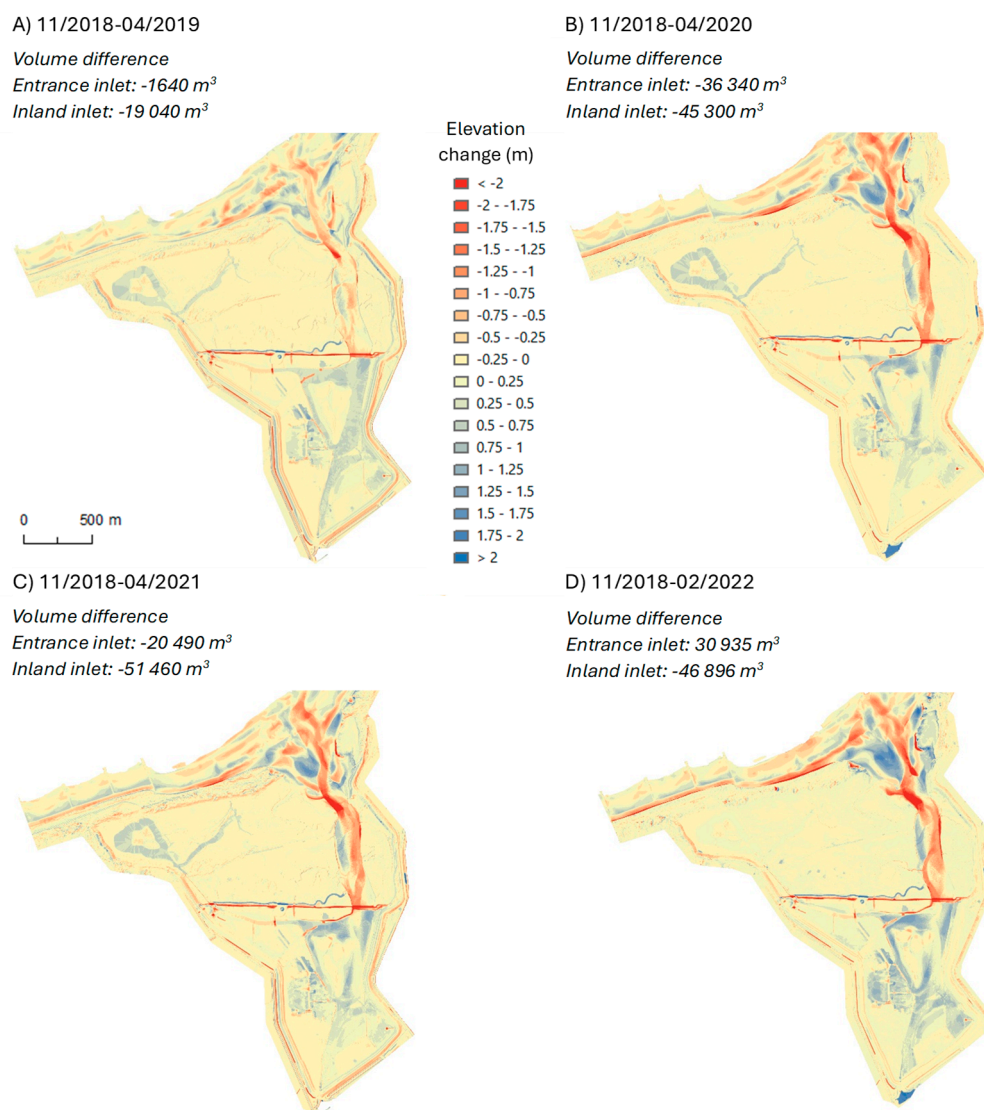 A) 11/2018-04/2019
Volume difference
Entrance inlet: -1640 m³
Inland inlet: -19 040 m³
B) 11/2018-04/2020
Volume difference
Entrance inlet: -36 340 m³
Inland inlet: -45 300 m³
Elevation
change (m)
< -2
-2 - -1.75
-1.75 - -1.5
-1.5 - -1.25
-1.25 - -1
-1 - -0.75
-0.75 - -0.5
-0.5 - -0.25
-0.25 - 0
0 - 0.25
0.25 - 0.5
0.5 - 0.75
0.75 - 1
1 - 1.25
1.25 - 1.5
1.5 - 1.75
1.75 - 2
> 2
0 500 m
C) 11/2018-04/2021
Volume difference
Entrance inlet: -20 490 m³
Inland inlet: -51 460 m³
D) 11/2018-02/2022
Volume difference
Entrance inlet: 30 935 m³
Inland inlet: -46 896 m³